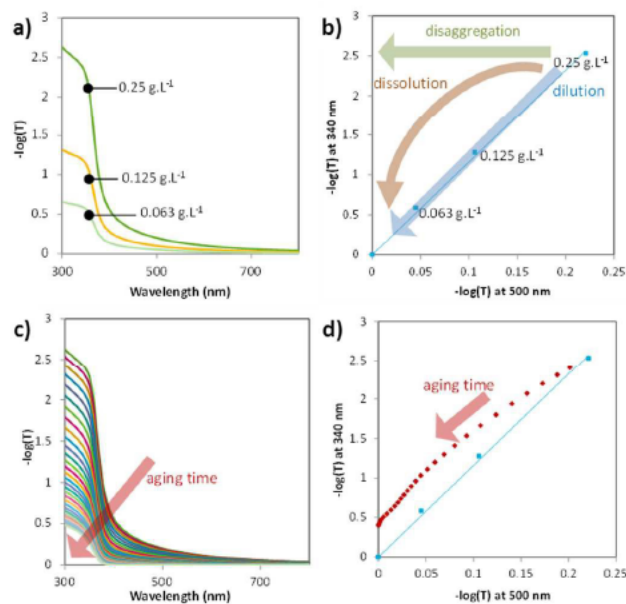 a)
3
2.5
2
1.5
1
0.5
0
-log(T)
0.25 g.L⁻¹
0.125 g.L⁻¹
0.063 g.L⁻¹
300 500 700
Wavelength (nm)
b)
3
2.5
2
1.5
1
0.5
0
-log(T) at 340 nm
disaggregation
dissolution
0.25 g.L⁻¹
dilution
0.125 g.L⁻¹
0.063 g.L⁻¹
0 0.05 0.1 0.15 0.2 0.25
-log(T) at 500 nm
c)
3
2.5
2
1.5
1
0.5
0
-log(T)
aging time
300 500 700
Wavelength (nm)
d)
3
2.5
2
1.5
1
0.5
0
-log(T) at 340 nm
aging time
0 0.05 0.1 0.15 0.2 0.25
-log(T) at 500 nm